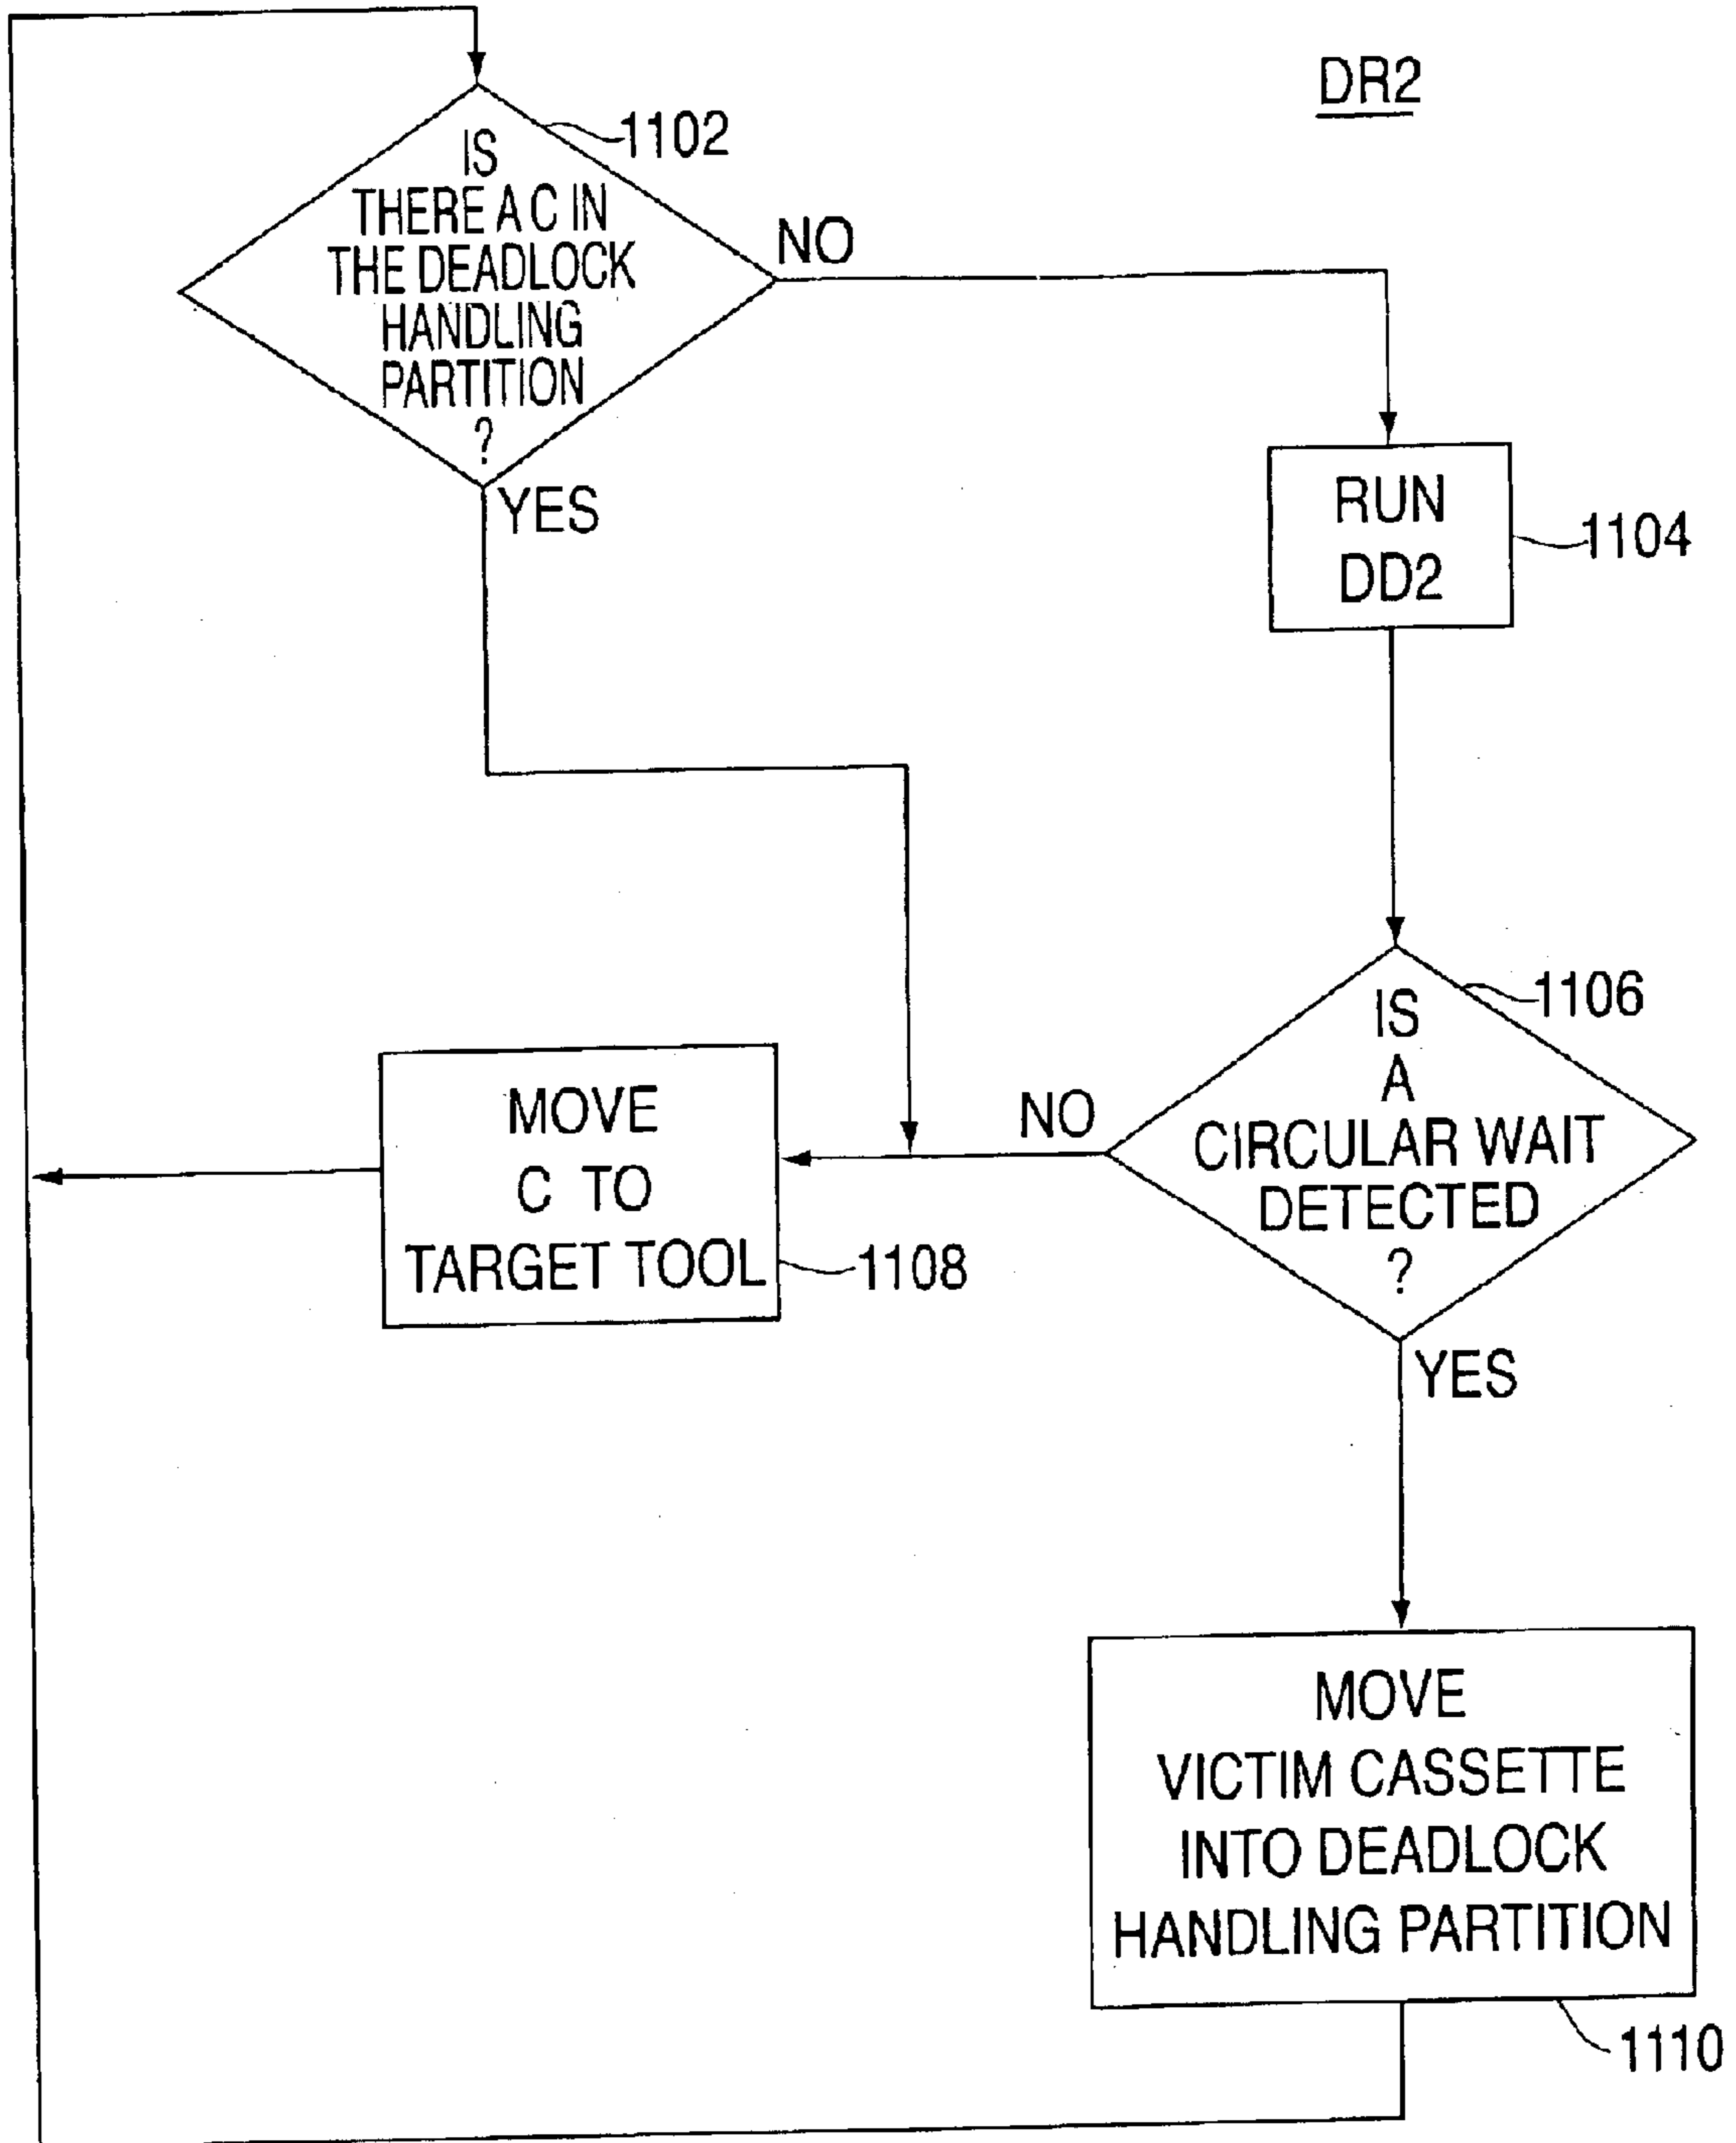 DR2
1102
IS
THERE A C IN
THE DEADLOCK
HANDLING
PARTITION
?
NO
YES
RUN
DD2
1104
1106
IS
A
CIRCULAR WAIT
DETECTED
?
NO
YES
MOVE
C TO
TARGET TOOL
1108
MOVE
VICTIM CASSETTE
INTO DEADLOCK
HANDLING PARTITION
1110